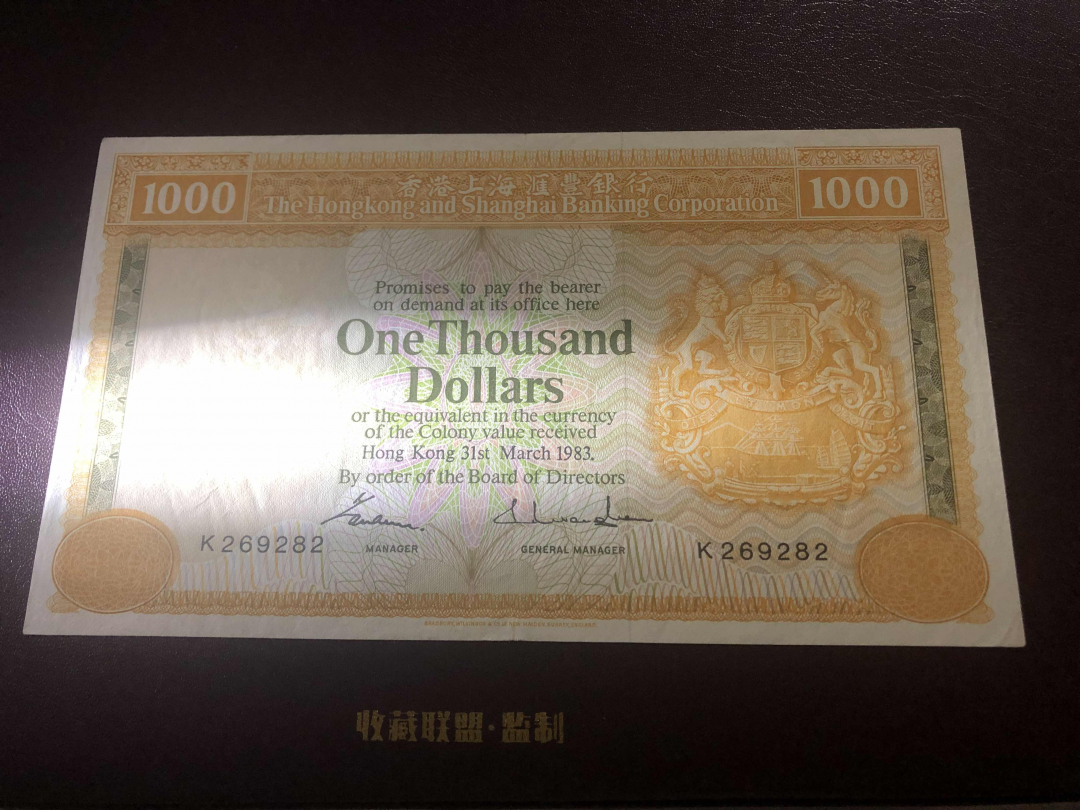 1000
香港上海滙豐銀行
1000
The Hongkong and Shanghai Banking Corporation
Promises to pay the bearer
on demand at its office here
One Thousand
Dollars
or the equivalent in the currency
of the Colony value received
Hong Kong 31st March 1983.
By order of the Board of Directors
K269282
MANAGER
GENERAL MANAGER
K269282
收藏联盟·监制